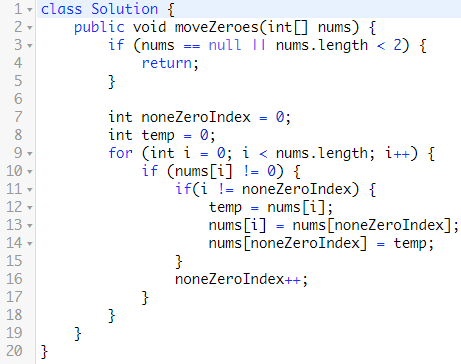 1 class Solution {
2     public void moveZeroes(int[] nums) {
3         if (nums == null || nums.length < 2) {
4             return;
5         }
6
7         int noneZeroIndex = 0;
8         int temp = 0;
9         for (int i = 0; i < nums.length; i++) {
10             if (nums[i] != 0) {
11                 if(i != noneZeroIndex) {
12                     temp = nums[i];
13                     nums[i] = nums[noneZeroIndex];
14                     nums[noneZeroIndex] = temp;
15                 }
16                 noneZeroIndex++;
17             }
18         }
19     }
20 }